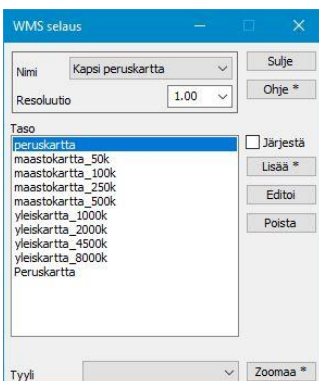 WMS selaus
Nimi Kapsi peruskartta Sulje
Resoluutio 1.00 Ohje *
Taso
peruskartta Järjestä
maastokartta_50k
maastokartta_100k Lisää *
maastokartta_250k
maastokartta_500k Editoi
yleiskartta_1000k
yleiskartta_2000k Poista
yleiskartta_4500k
yleiskartta_8000k
Peruskartta
Tyyli Zoomaa *